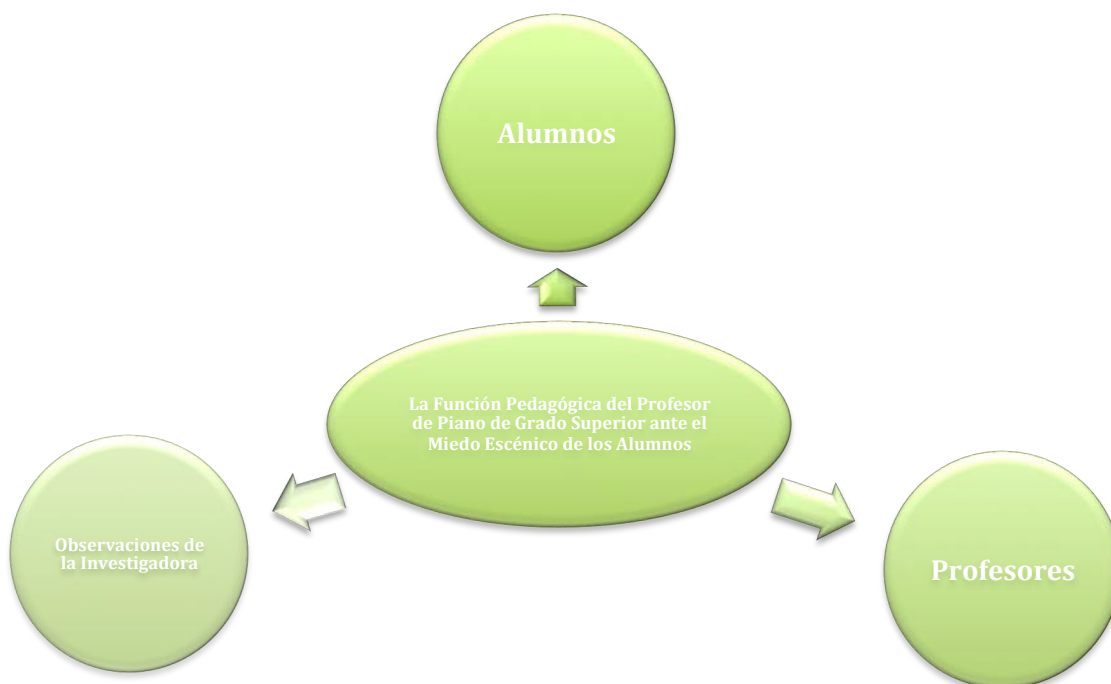 Alumnos
La Función Pedagógica del Profesor
de Piano de Grado Superior ante el
Miedo Escénico de los Alumnos
Observaciones de
la Investigadora
Profesores